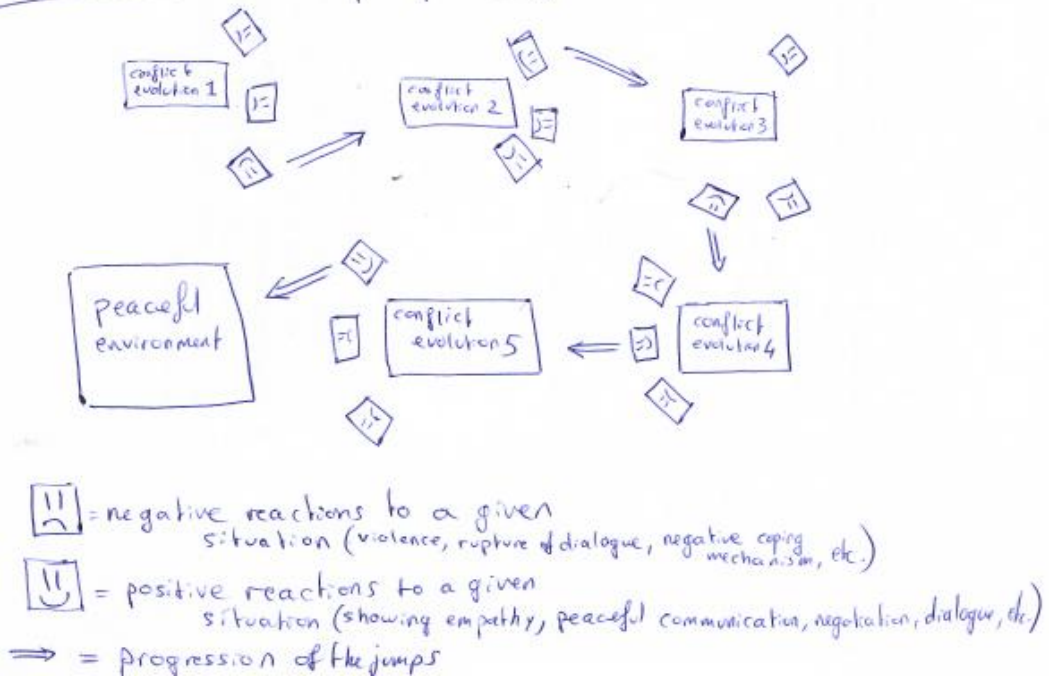 conflict
evolution 1
conflict
evolution 2
conflict
evolution 3
peaceful
environment
conflict
evolution 5
conflict
evolution 4
= negative reactions to a given
situation (violence, rupture of dialogue, negative coping
mechanism, etc.)
= positive reactions to a given
situation (showing empathy, peaceful communication, negotiation, dialogue, etc.)
= progression of the jumps